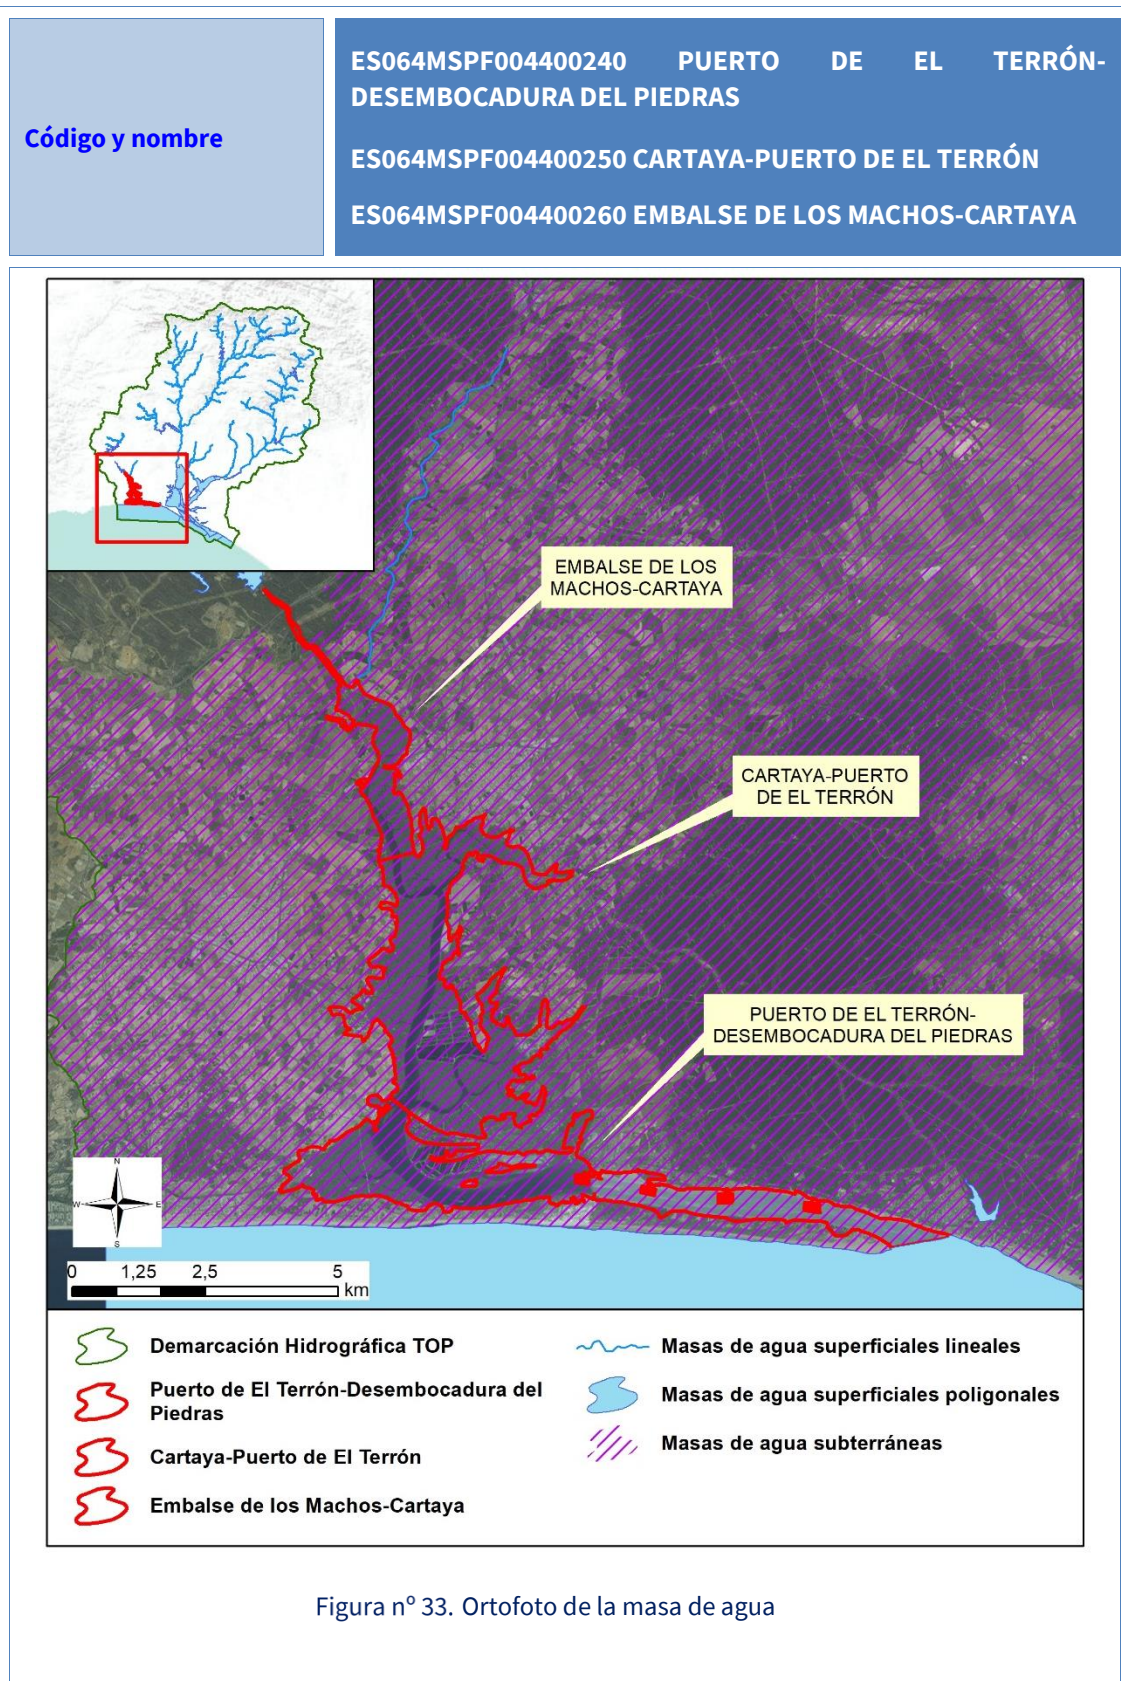 Código y nombre
ES064MSPF004400240 PUERTO DE EL TERRÓN-
DESEMBOCADURA DEL PIEDRAS
ES064MSPF004400250 CARTAYA-PUERTO DE EL TERRÓN
ES064MSPF004400260 EMBALSE DE LOS MACHOS-CARTAYA
EMBALSE DE LOS
MACHOS-CARTAYA
CARTAYA-PUERTO
DE EL TERRÓN
PUERTO DE EL TERRÓN-
DESEMBOCADURA DEL PIEDRAS
N
W E
S
0 1,25 2,5 5
km
Demarcación Hidrográfica TOP
Puerto de El Terrón-Desembocadura del
Piedras
Cartaya-Puerto de El Terrón
Embalse de los Machos-Cartaya
Masas de agua superficiales lineales
Masas de agua superficiales poligonales
Masas de agua subterráneas
Figura nº 33. Ortofoto de la masa de agua